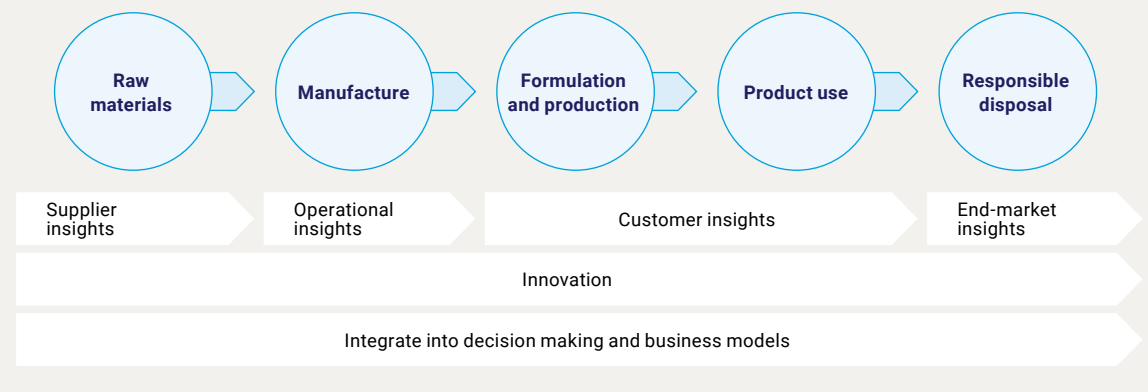 Raw
materials
Manufacture
Formulation
and production
Product use
Responsible
disposal
Supplier
insights
Operational
insights
Customer insights
End-market
insights
Innovation
Integrate into decision making and business models